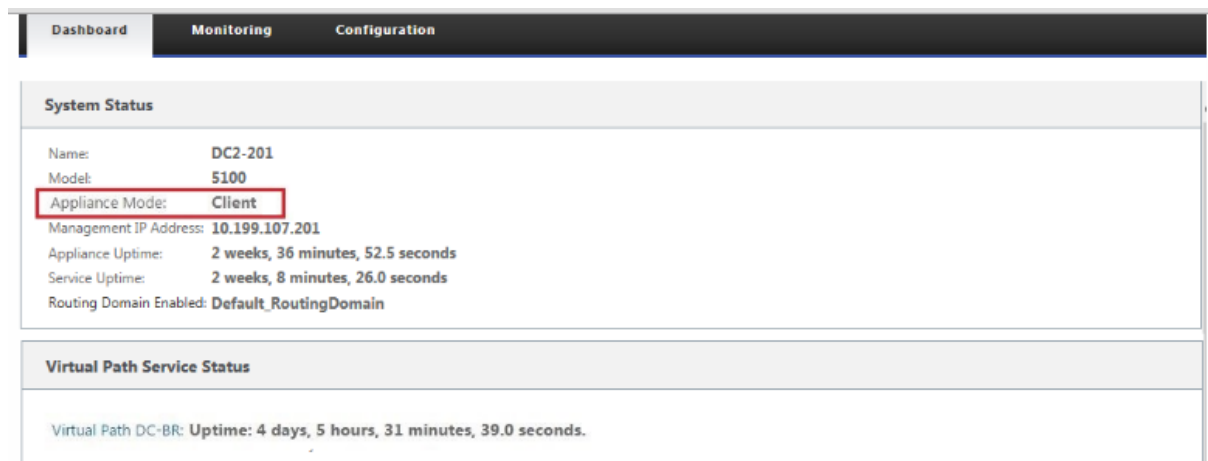 Dashboard Monitoring Configuration
System Status
Name: DC2-201
Model: 5100
Appliance Mode: Client
Management IP Address: 10.199.107.201
Appliance Uptime: 2 weeks, 36 minutes, 52.5 seconds
Service Uptime: 2 weeks, 8 minutes, 26.0 seconds
Routing Domain Enabled: Default_RoutingDomain
Virtual Path Service Status
Virtual Path DC-BR: Uptime: 4 days, 5 hours, 31 minutes, 39.0 seconds.